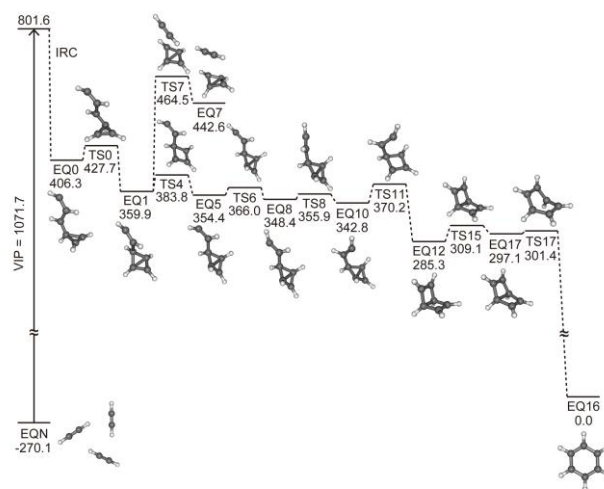 801.6
IRC
VIP = 1071.7
EQN
-270.1
EQ0
406.3
TS0
427.7
EQ1
359.9
TS7
464.5
EQ7
442.6
TS4
383.8
EQ5
354.4
TS6
366.0
EQ8
348.4
TS8
355.9
EQ10
342.8
TS11
370.2
EQ12
285.3
TS15
309.1
EQ17
297.1
TS17
301.4
EQ16
0.0